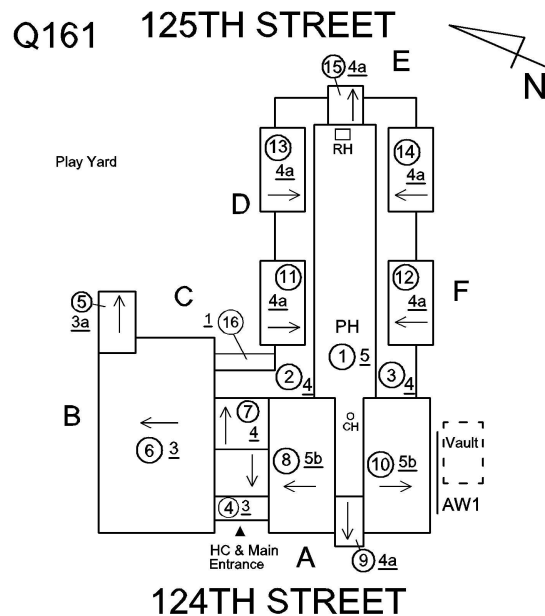 Q161
125TH STREET
N
15 4a
E
RH
13
4a
14
4a
Play Yard
D
11
4a
12
4a
F
C
5
3a
1 16
PH
1 5
2
4
3
4
B
7
4
CH
6 3
8 5b
10 5b
Vault
4 3
AW1
HC & Main
Entrance
A
9 4a
124TH STREET